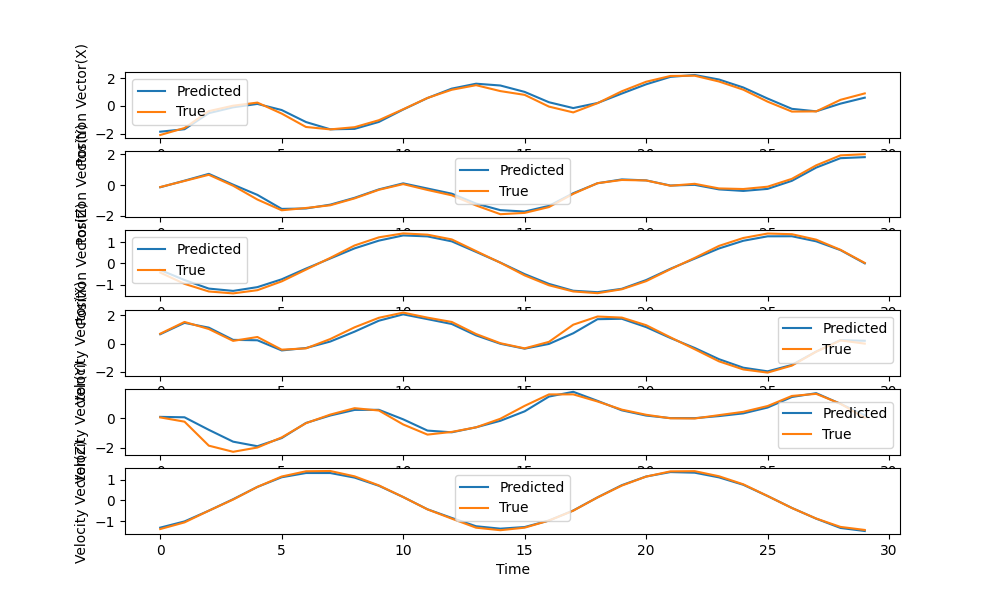 Position Vector(X)
2
0
−2
Predicted
True
Position Vector(Y)
2
0
−2
Predicted
True
Position Vector(Z)
1
0
−1
Predicted
True
Velocity Vector(X)
2
0
−2
Predicted
True
Velocity Vector(Y)
0
−2
Predicted
True
Velocity Vector(Z)
1
0
−1
Predicted
True
0 5 10 15 20 25 30
Time